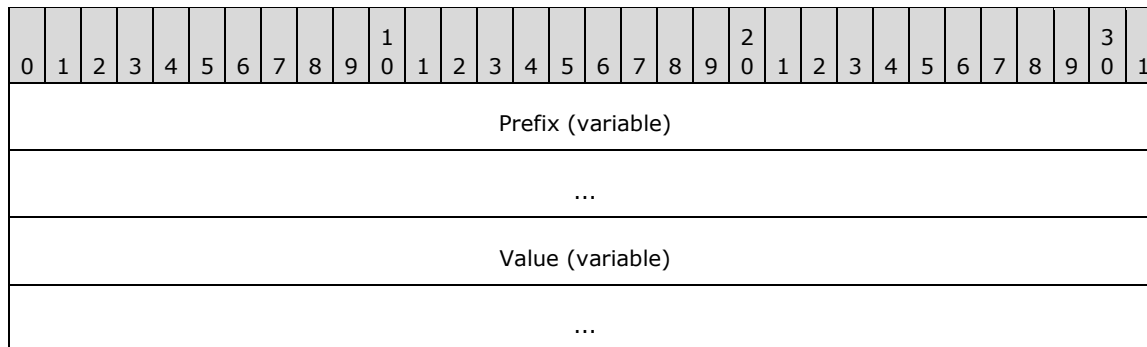 1 2 3
0 1 2 3 4 5 6 7 8 9 0 1 2 3 4 5 6 7 8 9 0 1 2 3 4 5 6 7 8 9 0 1
Prefix (variable)
...
Value (variable)
...